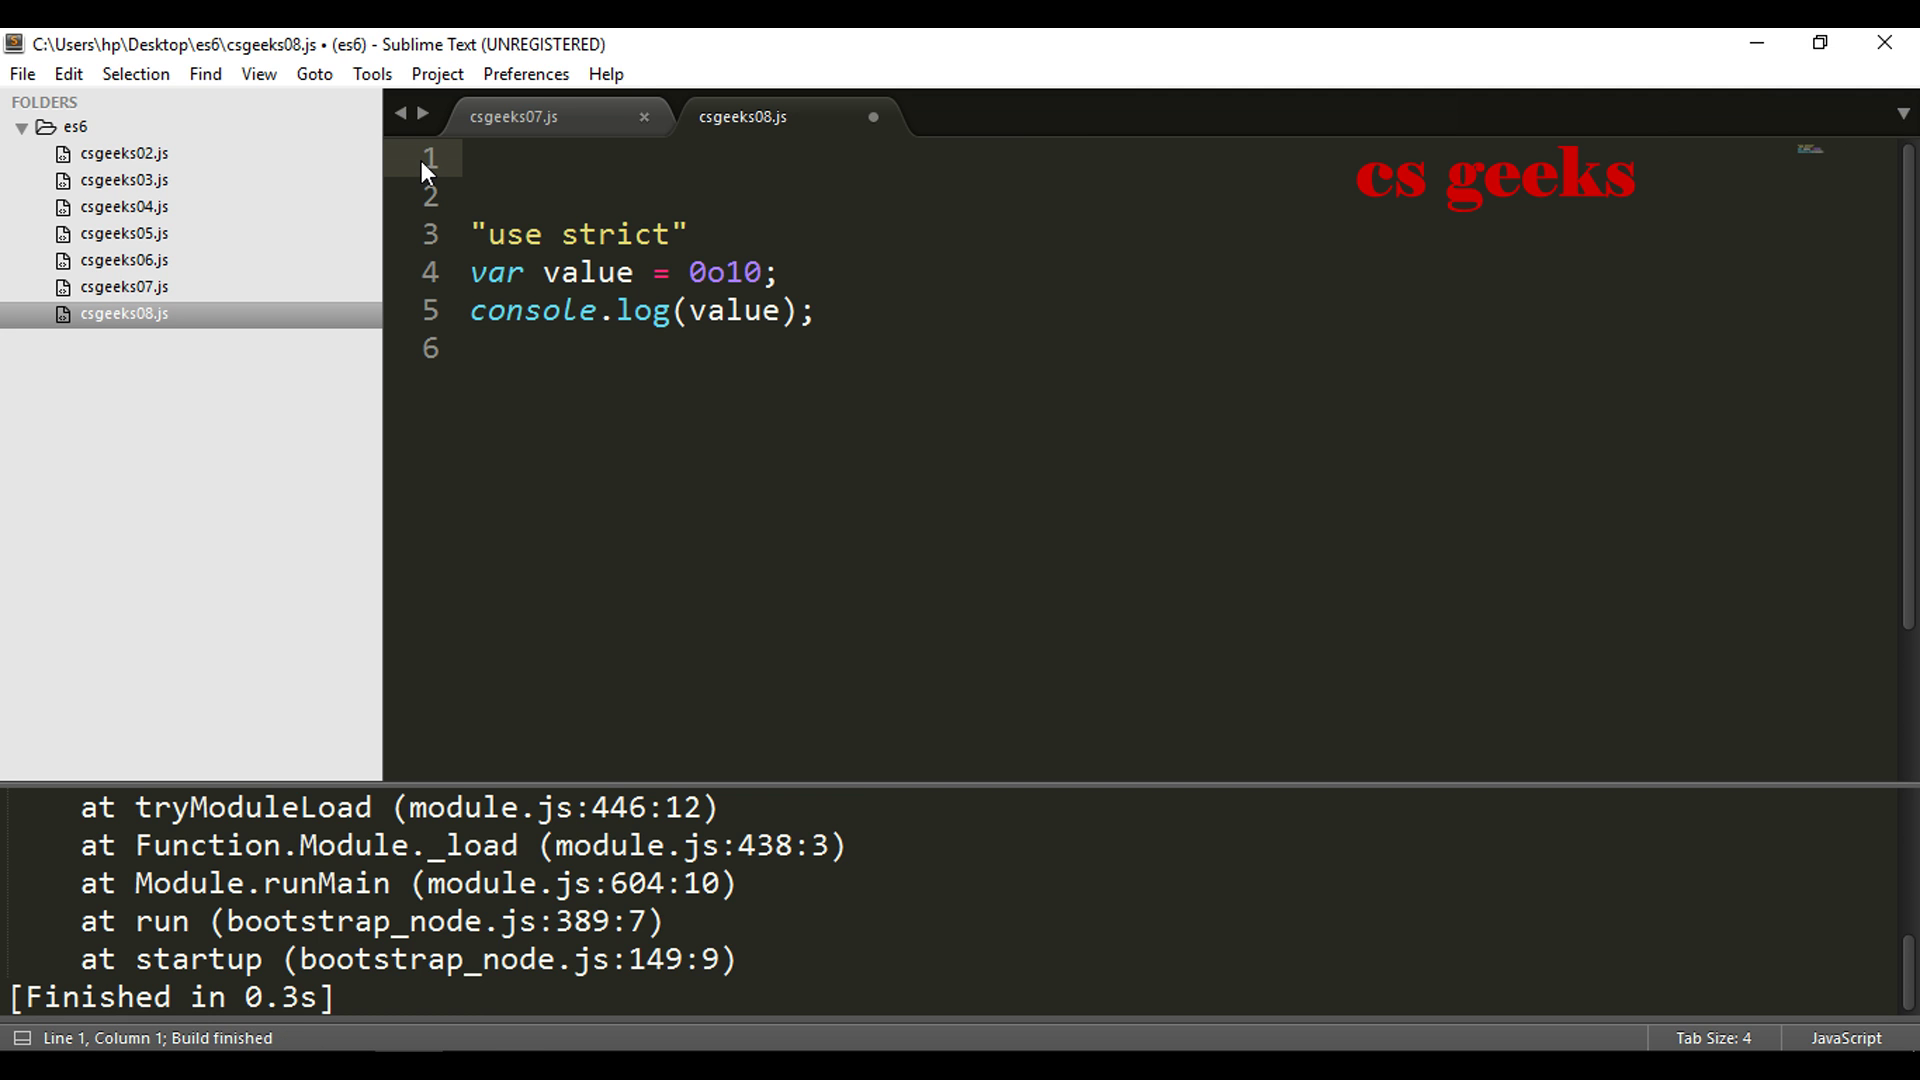 C:\Users\hp\Desktop\es6\csgeeks08.js • (es6) - Sublime Text (UNREGISTERED)
File Edit Selection Find View Goto Tools Project Preferences Help
FOLDERS
es6
csgeeks02.js
csgeeks03.js
csgeeks04.js
csgeeks05.js
csgeeks06.js
csgeeks07.js
csgeeks08.js
csgeeks07.js csgeeks08.js
cs geeks
1
2
3 "use strict"
4 var value = 0o10;
5 console.log(value);
6
at tryModuleLoad (module.js:446:12)
at Function.Module._load (module.js:438:3)
at Module.runMain (module.js:604:10)
at run (bootstrap_node.js:389:7)
at startup (bootstrap_node.js:149:9)
[Finished in 0.3s]
Line 1, Column 1; Build finished Tab Size: 4 JavaScript